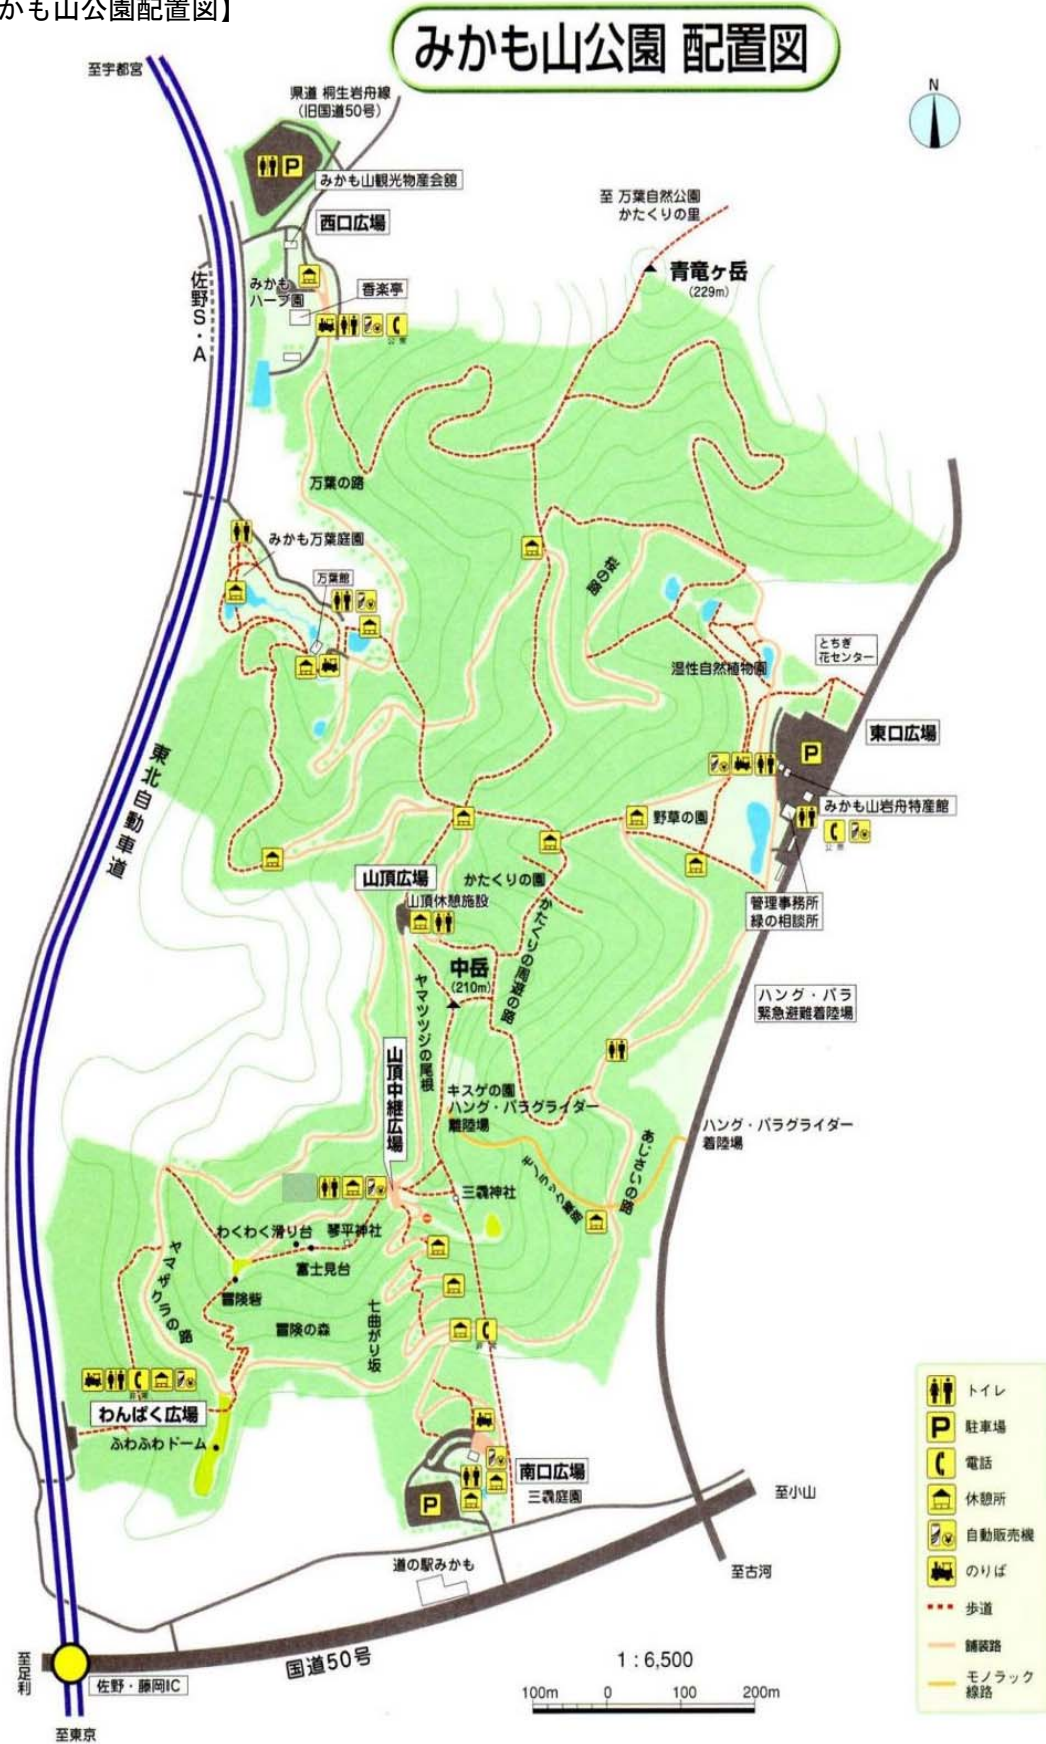 かも山公園配置図】
みかも山公園 配置図
N
至宇都宮
県道 桐生岩舟線
（旧国道50号）
P
みかも山観光物産会舘
西口広場
至 万葉自然公園
かたくりの里
青竜ヶ岳
（229m）
佐野S・A
みかも
ハーブ園
香楽亭
公衆
万葉の路
みかも万葉庭園
万葉館
桜の路
湿性自然植物園
とちぎ
花センター
東口広場
P
みかも山岩舟特産館
公衆
野草の園
東北自動車道
山頂広場
山頂休憩施設
かたくりの園
かたくりの周遊の路
管理事務所
緑の相談所
中岳
（210m）
ヤマツツジの尾根
ハング・パラ
緊急避難着陸場
山頂中継広場
キスゲの園
ハング・パラグライダー
離陸場
ハング・パラグライダー
着陸場
あじさいの路
モノラック線路
三毳神社
わくわく滑り台
琴平神社
富士見台
ヤマザクラの路
冒険砦
冒険の森
七曲がり坂
わんぱく広場
ふわふわドーム
南口広場
三毳庭園
P
トイレ
P
駐車場
電話
休憩所
自動販売機
のりば
歩道
舗装路
モノラック
線路
至小山
至古河
道の駅みかも
国道50号
至足利
佐野・藤岡IC
至東京
1：6,500
100m 0 100 200m